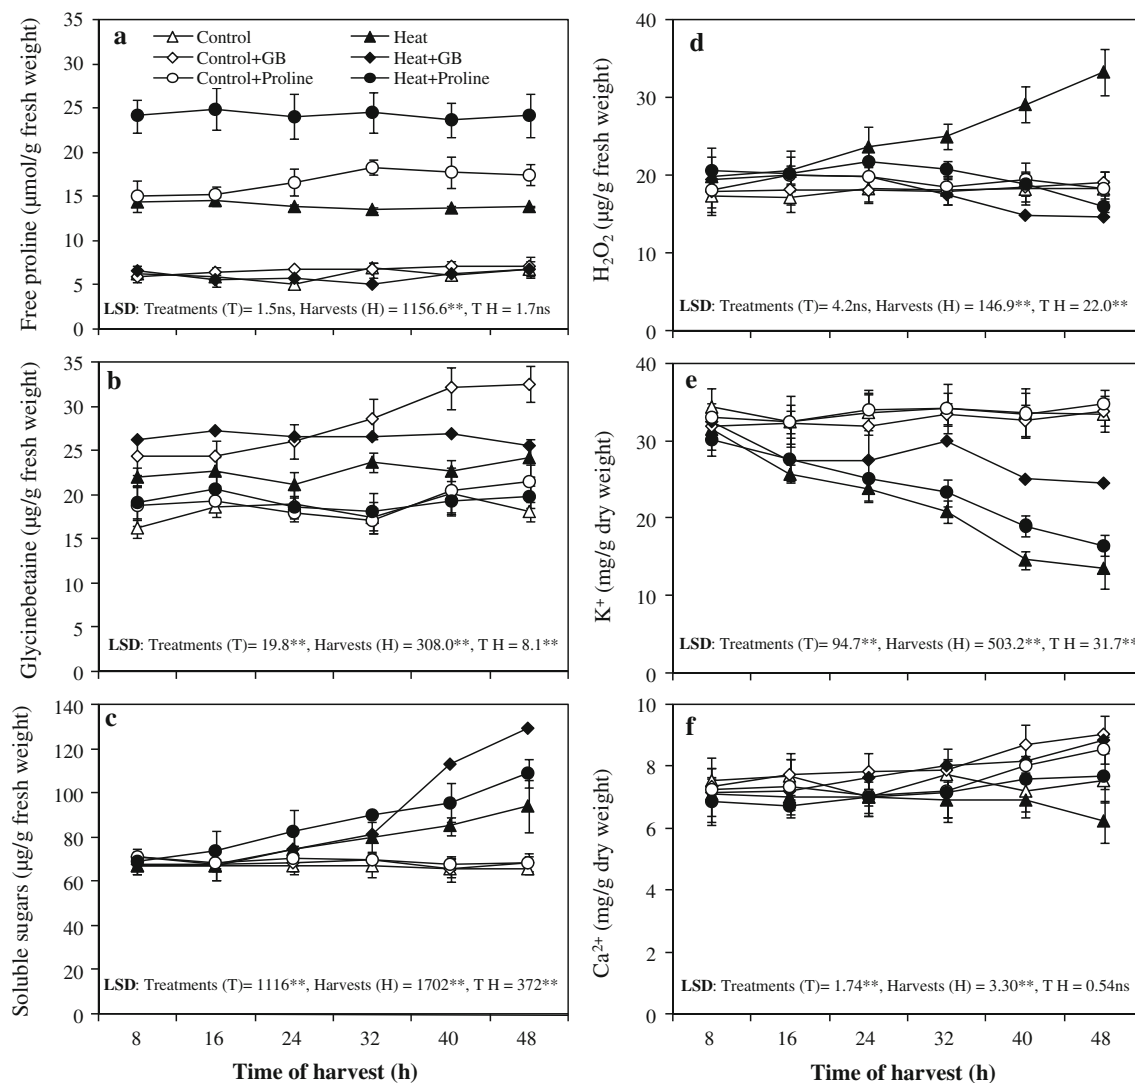 a
Control
Heat
Control+GB
Heat+GB
Control+Proline
Heat+Proline
Free proline (µmol/g fresh weight)
35
30
25
20
15
10
5
0
LSD: Treatments (T)= 1.5ns, Harvests (H) = 1156.6**, T H = 1.7ns
b
Glycinebetaine (µg/g fresh weight)
35
30
25
20
15
10
5
0
LSD: Treatments (T)= 19.8**, Harvests (H) = 308.0**, T H = 8.1**
c
Soluble sugars (µg/g fresh weight)
140
120
100
80
60
40
20
0
LSD: Treatments (T)= 1116**, Harvests (H) = 1702**, T H = 372**
8 16 24 32 40 48
Time of harvest (h)
d
H₂O₂ (µg/g fresh weight)
40
30
20
10
0
LSD: Treatments (T)= 4.2ns, Harvests (H) = 146.9**, T H = 22.0**
e
K⁺ (mg/g dry weight)
40
30
20
10
0
LSD: Treatments (T)= 94.7**, Harvests (H) = 503.2**, T H = 31.7**
f
Ca²⁺ (mg/g dry weight)
10
8
6
4
2
0
LSD: Treatments (T)= 1.74**, Harvests (H) = 3.30**, T H = 0.54ns
8 16 24 32 40 48
Time of harvest (h)